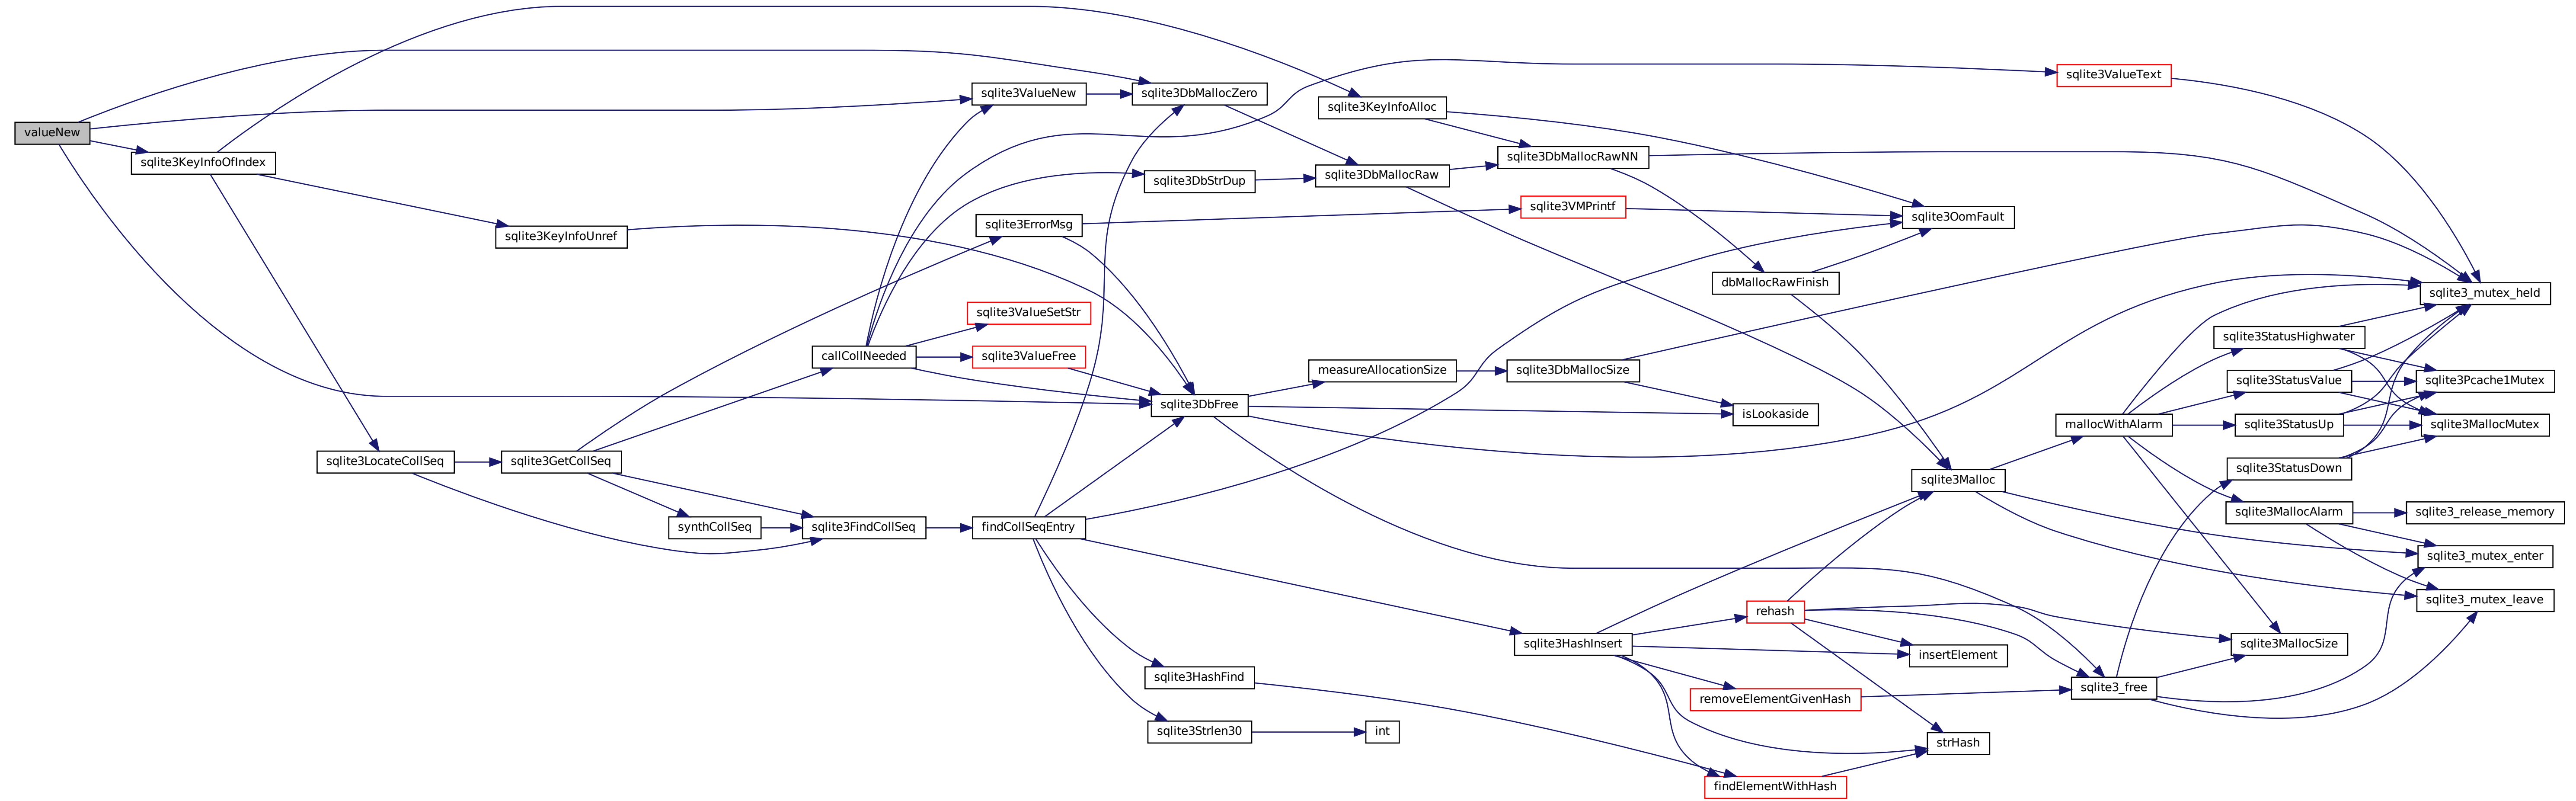 valueNew
sqlite3KeyInfoOfIndex
sqlite3KeyInfoUnref
sqlite3LocateCollSeq
sqlite3GetCollSeq
synthCollSeq
callCollNeeded
sqlite3FindCollSeq
sqlite3ValueNew
sqlite3ErrorMsg
sqlite3ValueSetStr
sqlite3ValueFree
findCollSeqEntry
sqlite3DbMallocZero
sqlite3DbStrDup
sqlite3DbFree
sqlite3HashFind
sqlite3Strlen30
sqlite3KeyInfoAlloc
sqlite3DbMallocRaw
measureAllocationSize
int
sqlite3DbMallocRawNN
sqlite3VMPrintf
sqlite3DbMallocSize
sqlite3HashInsert
dbMallocRawFinish
isLookaside
rehash
removeElementGivenHash
findElementWithHash
sqlite3OomFault
sqlite3Malloc
insertElement
strHash
sqlite3ValueText
mallocWithAlarm
sqlite3_free
sqlite3StatusHighwater
sqlite3StatusValue
sqlite3StatusUp
sqlite3StatusDown
sqlite3MallocAlarm
sqlite3MallocSize
sqlite3_mutex_held
sqlite3Pcache1Mutex
sqlite3MallocMutex
sqlite3_release_memory
sqlite3_mutex_enter
sqlite3_mutex_leave